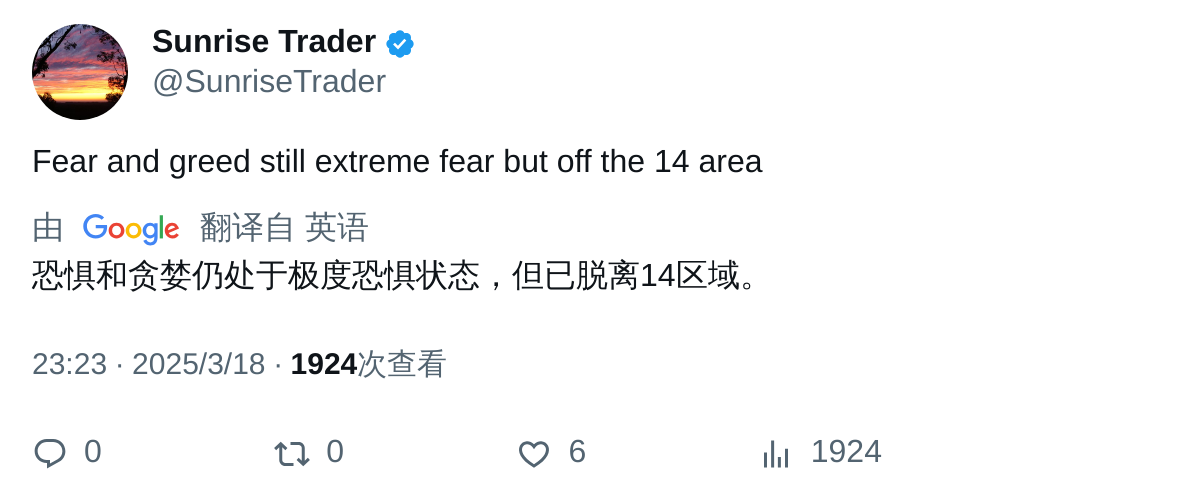 Sunrise Trader
@SunriseTrader
Fear and greed still extreme fear but off the 14 area
由 Google 翻译自 英语
恐惧和贪婪仍处于极度恐惧状态，但已脱离14区域。
23:23 · 2025/3/18 · 1924次查看
0 0 6 1924